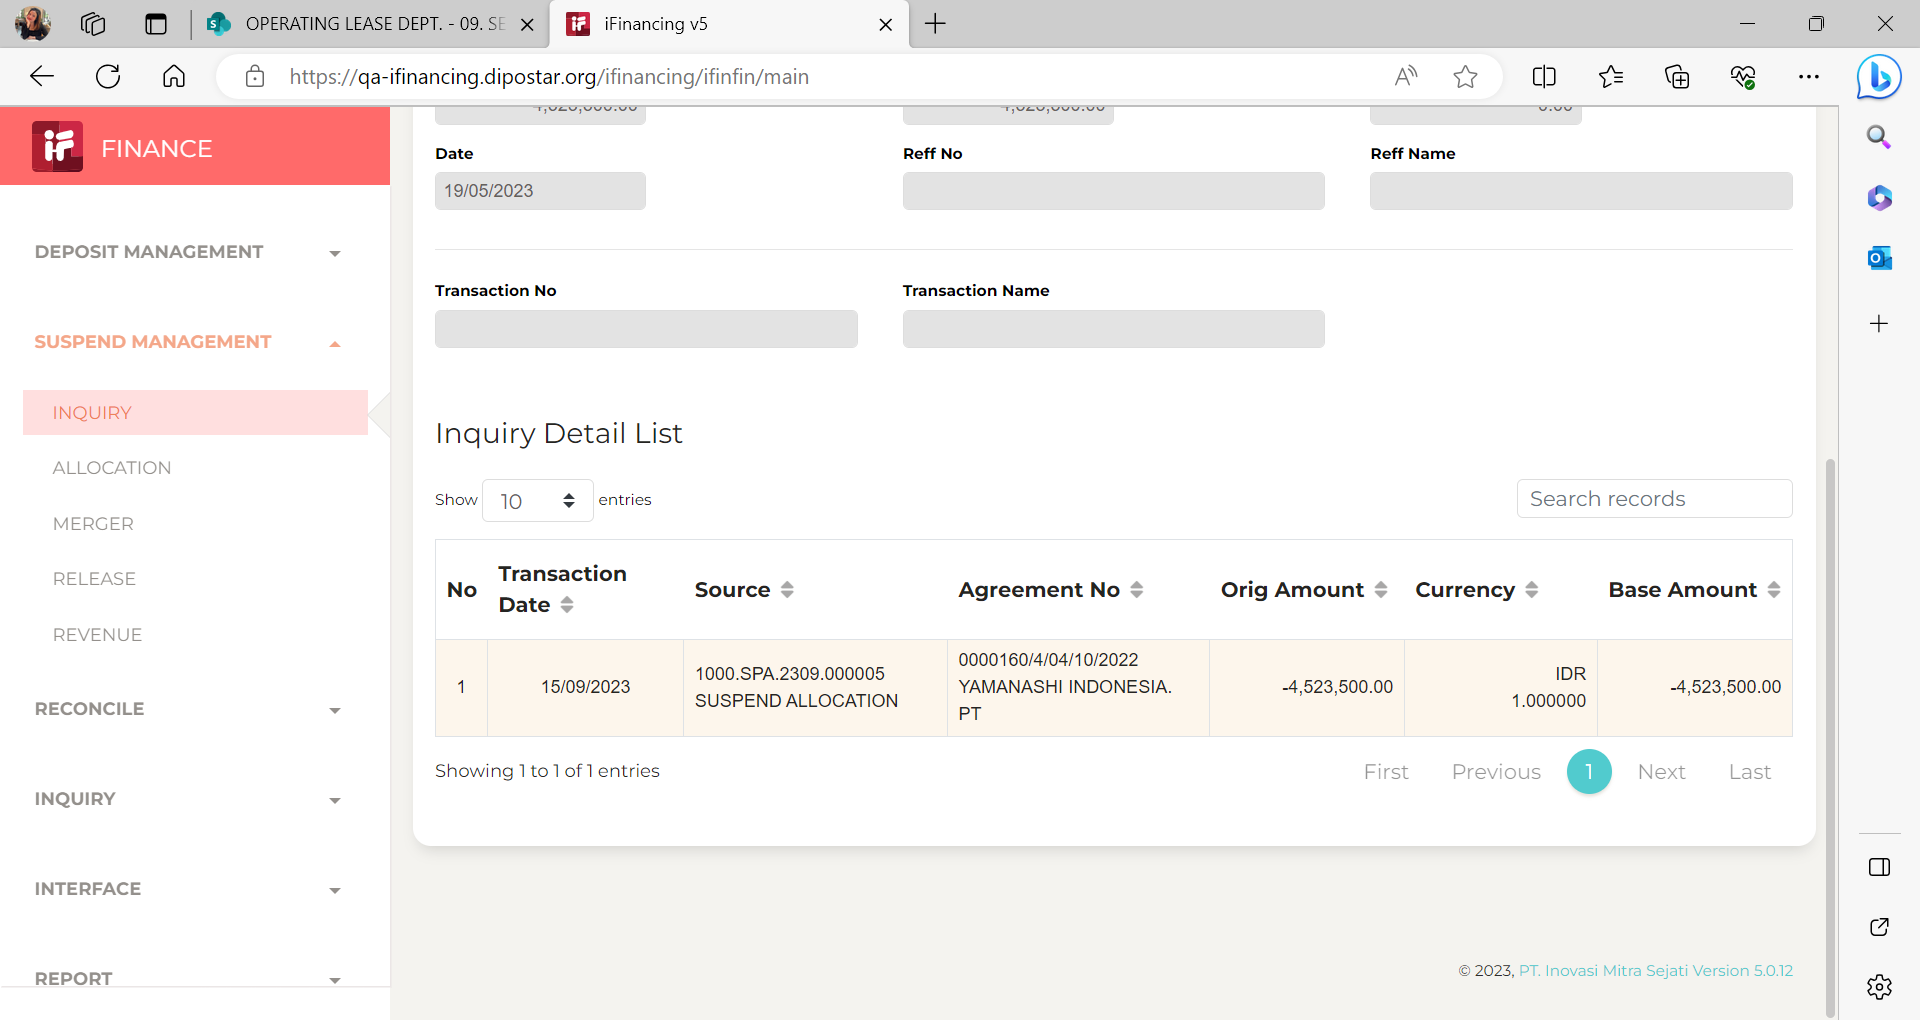 OPERATING LEASE DEPT. - 09. SE
iFinancing v5
https://qa-ifinancing.dipostar.org/ifinancing/ifinfin/main
iF FINANCE
DEPOSIT MANAGEMENT
SUSPEND MANAGEMENT
INQUIRY
ALLOCATION
MERGER
RELEASE
REVENUE
RECONCILE
INQUIRY
INTERFACE
REPORT
Date Reff No Reff Name
19/05/2023
Transaction No Transaction Name
Inquiry Detail List
Show 10 entries Search records
No Transaction Date Source Agreement No Orig Amount Currency Base Amount
1 15/09/2023 1000.SPA.2309.000005 SUSPEND ALLOCATION 0000160/4/04/10/2022 YAMANASHI INDONESIA. PT -4,523,500.00 IDR 1.000000 -4,523,500.00
Showing 1 to 1 of 1 entries First Previous 1 Next Last
© 2023, PT. Inovasi Mitra Sejati Version 5.0.12